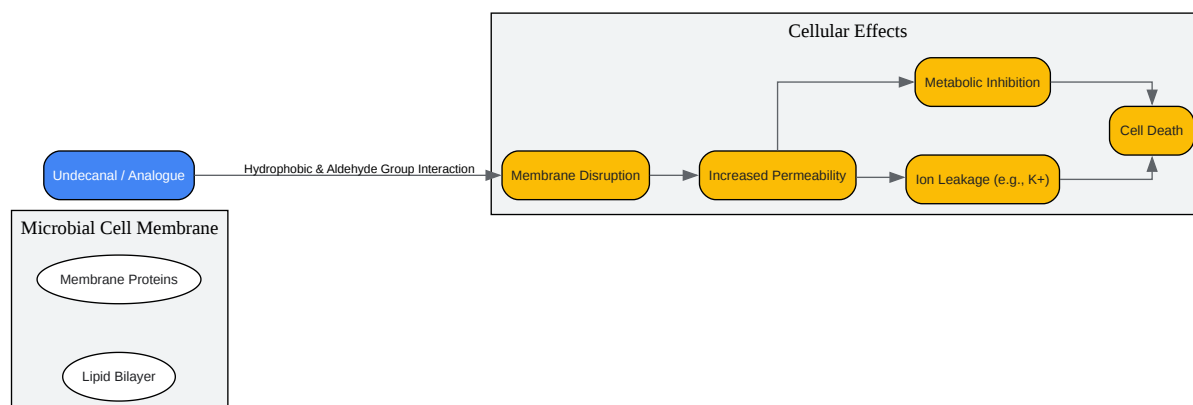 Cellular Effects
Metabolic Inhibition
Cell Death
Undecanal / Analogue
Hydrophobic & Aldehyde Group Interaction
Membrane Disruption
Increased Permeability
Ion Leakage (e.g., K+)
Microbial Cell Membrane
Membrane Proteins
Lipid Bilayer